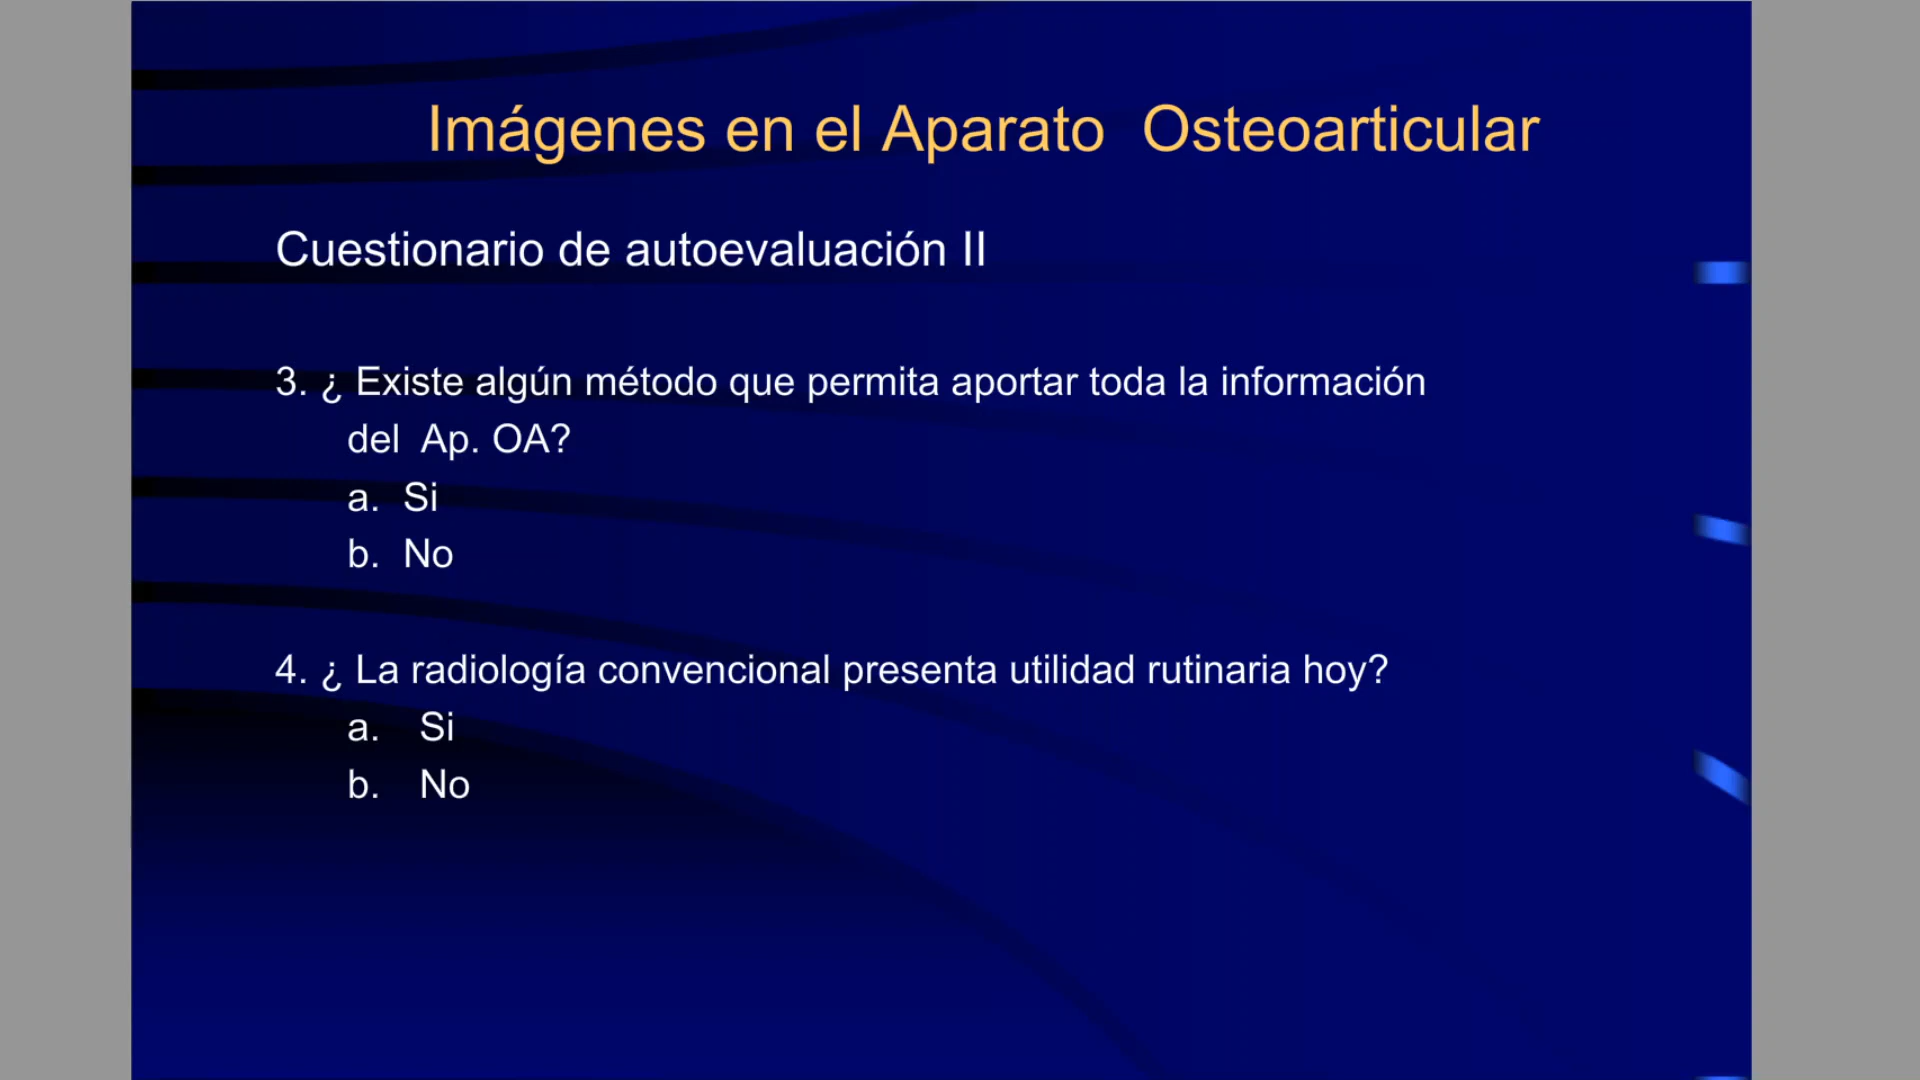 Imágenes en el Aparato  Osteoarticular
Cuestionario de autoevaluación II
3. ¿ Existe algún método que permita aportar toda la información
del  Ap. OA?
a.  Si
b.  No
4. ¿ La radiología convencional presenta utilidad rutinaria hoy?
a.   Si
b.   No